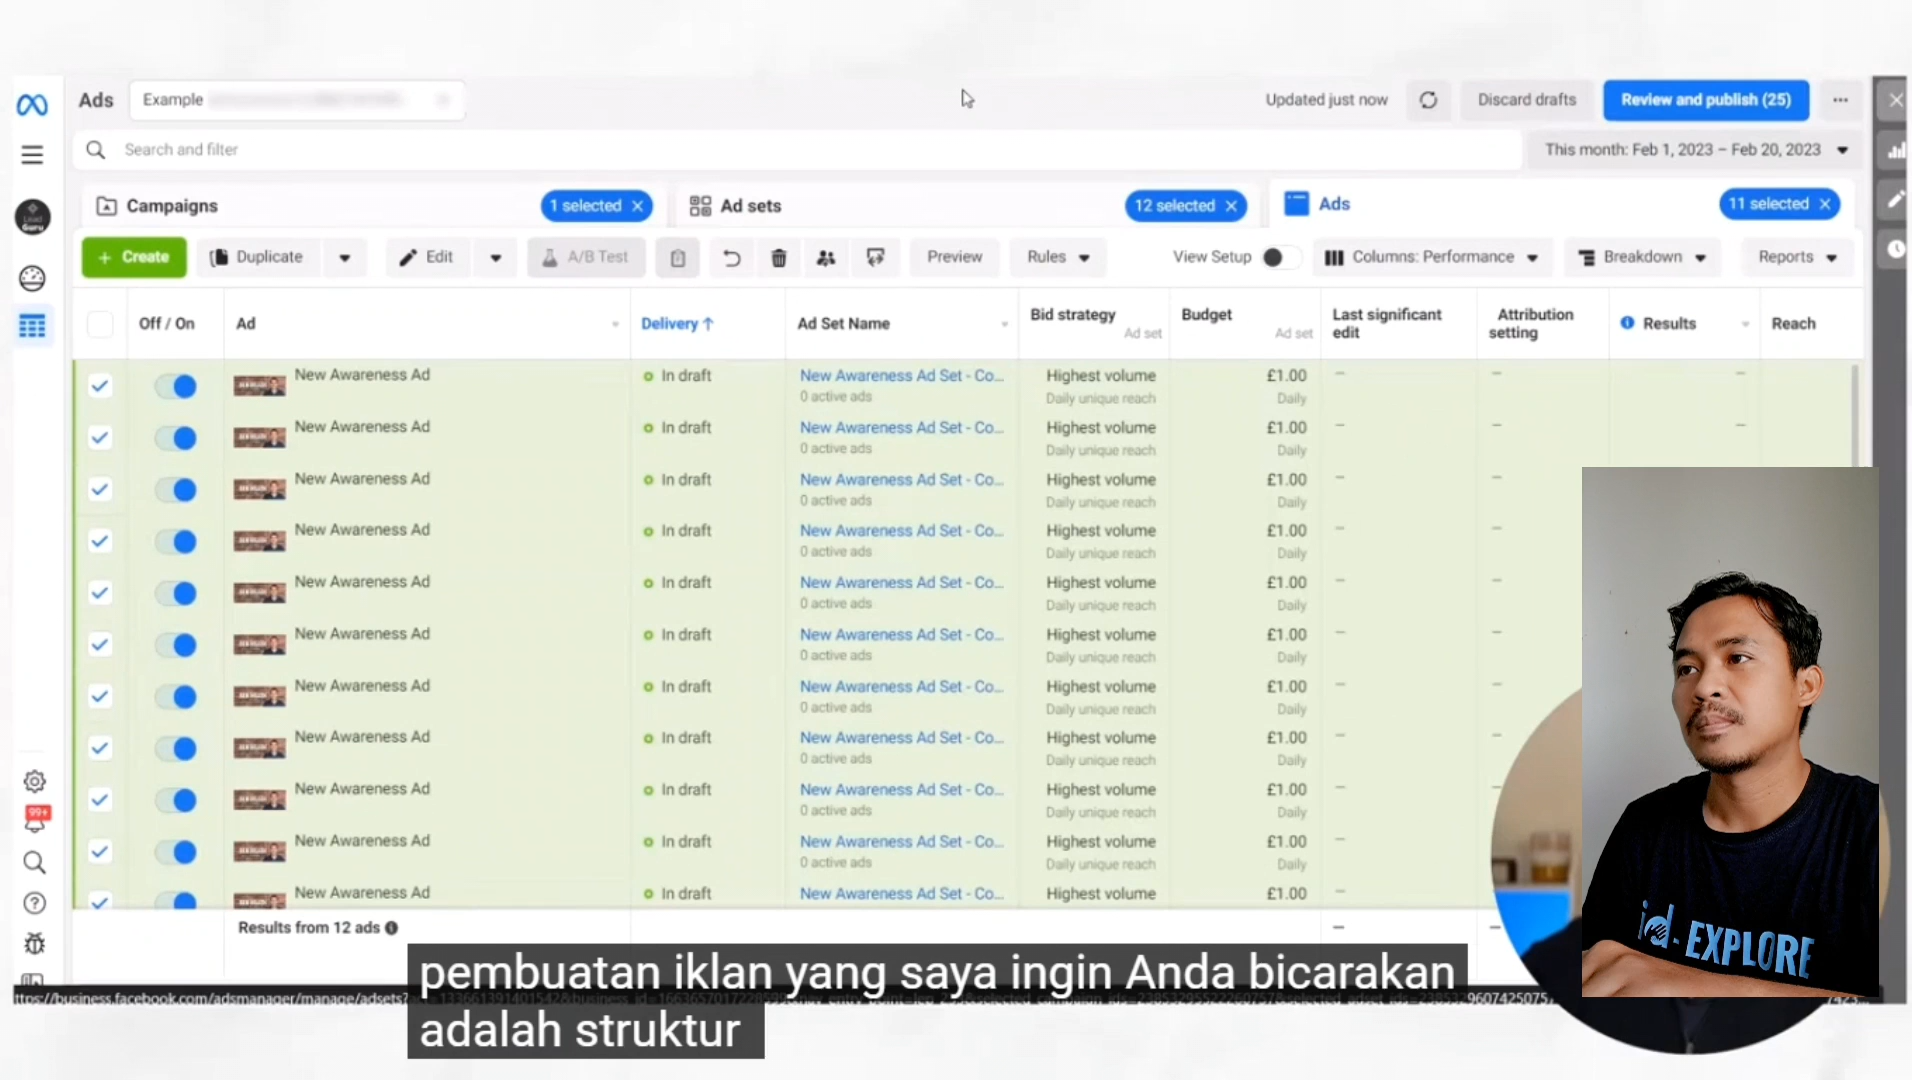 Ads
Example
Updated just now
Discard drafts
Review and publish (25)
Search and filter
This month: Feb 1, 2023 – Feb 20, 2023
Campaigns
1 selected
Ad sets
12 selected
Ads
11 selected
+ Create
Duplicate
Edit
A/B Test
Preview
Rules
View Setup
Columns: Performance
Breakdown
Reports
Off / On
Ad
Delivery ↑
Ad Set Name
Bid strategy
Ad set
Budget
Ad set
Last significant
edit
Attribution
setting
Results
Reach
New Awareness Ad In draft New Awareness Ad Set - Co... Highest volume £1.00
0 active ads Daily unique reach Daily
New Awareness Ad In draft New Awareness Ad Set - Co... Highest volume £1.00
0 active ads Daily unique reach Daily
New Awareness Ad In draft New Awareness Ad Set - Co... Highest volume £1.00
0 active ads Daily unique reach Daily
New Awareness Ad In draft New Awareness Ad Set - Co... Highest volume £1.00
0 active ads Daily unique reach Daily
New Awareness Ad In draft New Awareness Ad Set - Co... Highest volume £1.00
0 active ads Daily unique reach Daily
New Awareness Ad In draft New Awareness Ad Set - Co... Highest volume £1.00
0 active ads Daily unique reach Daily
New Awareness Ad In draft New Awareness Ad Set - Co... Highest volume £1.00
0 active ads Daily unique reach Daily
New Awareness Ad In draft New Awareness Ad Set - Co... Highest volume £1.00
0 active ads Daily unique reach Daily
New Awareness Ad In draft New Awareness Ad Set - Co... Highest volume £1.00
0 active ads Daily unique reach Daily
New Awareness Ad In draft New Awareness Ad Set - Co... Highest volume £1.00
0 active ads Daily unique reach Daily
New Awareness Ad In draft New Awareness Ad Set - Co... Highest volume £1.00
Results from 12 ads
99+
id-EXPLORE
pembuatan iklan yang saya ingin Anda bicarakan
adalah struktur